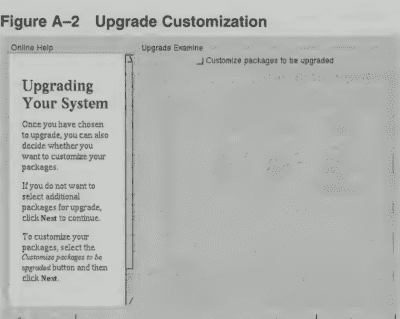 Figure A–2 Upgrade Customization
Online Help
Upgrade Examine
Customize packages to be upgraded
Upgrading
Your System
Once you have chosen
to upgrade, you can also
decide whether you
want to customize your
packages.
If you do not want to
select additional
packages for upgrade,
click Next to continue.
To customize your
packages, select the
Customize packages to be
upgraded button and then
click Next.